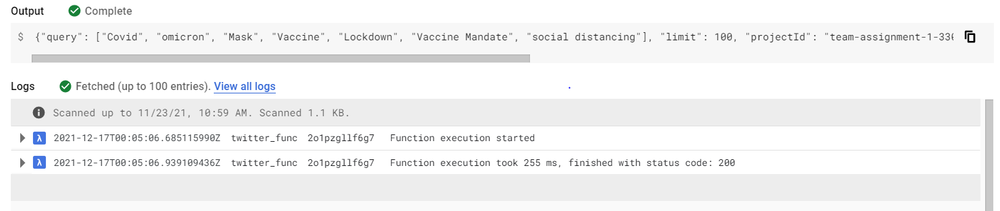 Output Complete
$ {"query": ["Covid", "omicron", "Mask", "Vaccine", "Lockdown", "Vaccine Mandate", "social distancing"], "limit": 100, "projectId": "team-assignment-1-33
Logs Fetched (up to 100 entries). View all logs
Scanned up to 11/23/21, 10:59 AM. Scanned 1.1 KB.
λ 2021-12-17T00:05:06.685115990Z twitter_func 2o1pzgllf6g7 Function execution started
λ 2021-12-17T00:05:06.939109436Z twitter_func 2o1pzgllf6g7 Function execution took 255 ms, finished with status code: 200